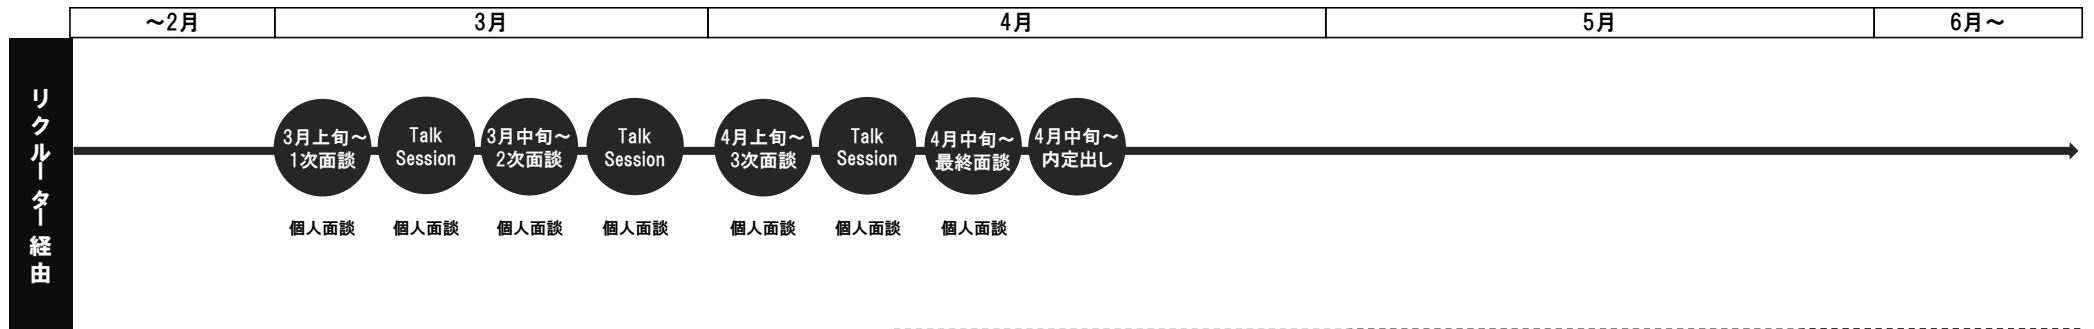 ～2月
3月
4月
5月
6月～
リクルーター経由
3月上旬～
1次面談
Talk
Session
3月中旬～
2次面談
Talk
Session
4月上旬～
3次面談
Talk
Session
4月中旬～
最終面談
4月中旬～
内定出し
個人面談
個人面談
個人面談
個人面談
個人面談
個人面談
個人面談